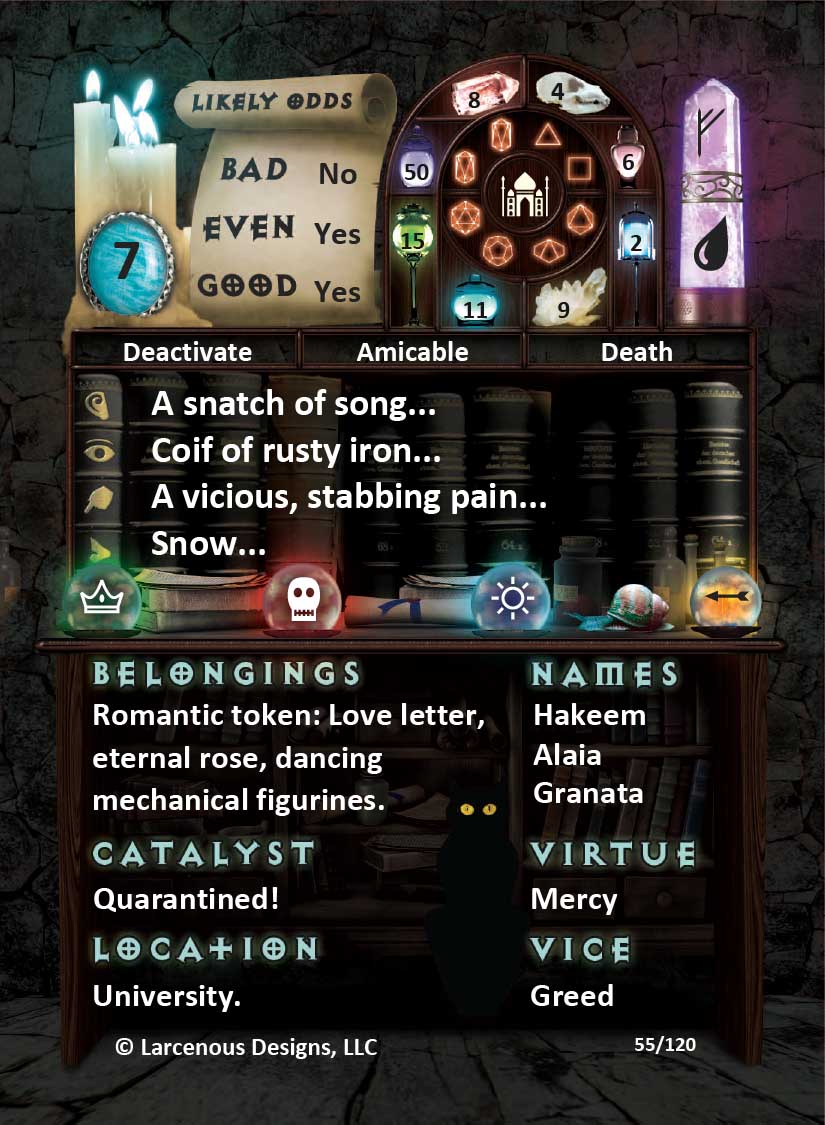 LIKELY ODDS
BAD No
EVEN Yes
GOOD Yes
7
8
4
50
6
15
2
11
9
Deactivate Amicable Death
A snatch of song...
Coif of rusty iron...
A vicious, stabbing pain...
Snow...
BELONGINGS
Romantic token: Love letter,
eternal rose, dancing
mechanical figurines.
NAMES
Hakeem
Alaia
Granata
CATALYST
Quarantined!
VIRTUE
Mercy
LOCATION
University.
VICE
Greed
© Larcenous Designs, LLC
55/120